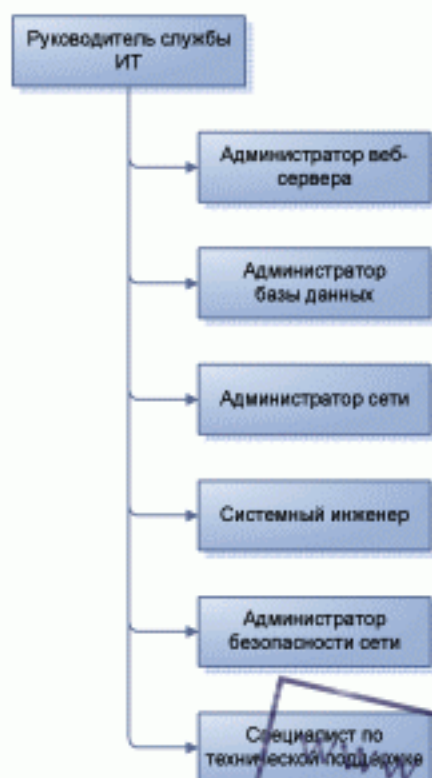 Руководитель службы
ИТ
Администратор веб-
сервера
Администратор
базы данных
Администратор сети
Системный инженер
Администратор
безопасности сети
Специалист по
технической поддержке
www